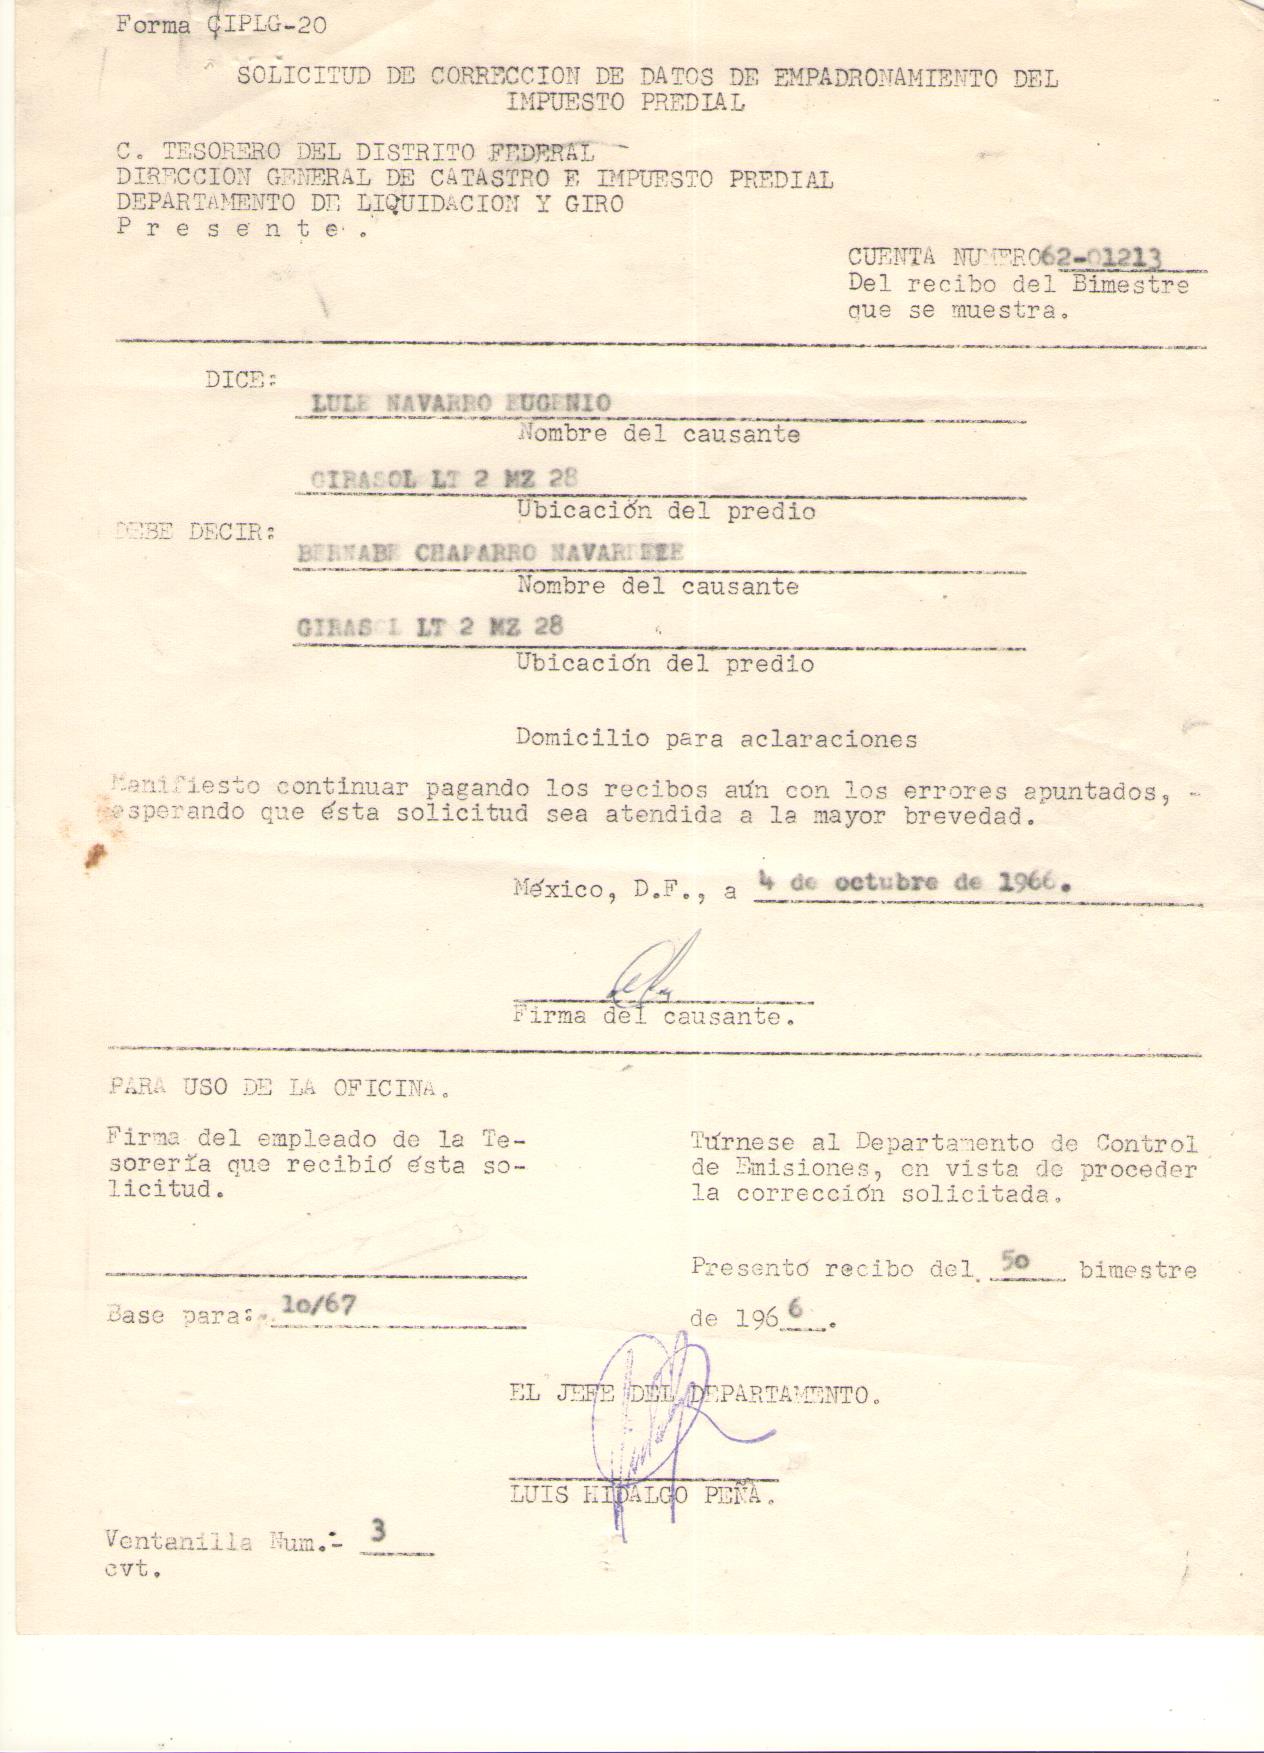 Forma CIPLG-20
SOLICITUD DE CORRECCION DE DATOS DE EMPADRONAMIENTO DEL
IMPUESTO PREDIAL
C. TESORERO DEL DISTRITO FEDERAL
DIRECCION GENERAL DE CATASTRO E IMPUESTO PREDIAL
DEPARTAMENTO DE LIQUIDACION Y GIRO
P r e s e n t e .
CUENTA NUMERO 62-01213
Del recibo del Bimestre
que se muestra.
DICE:
LULE NAVARRO EUGENIO
Nombre del causante
GIRASOL LT 2 MZ 28
Ubicación del predio
DEBE DECIR:
BERNABE CHAPARRO NAVARRETE
Nombre del causante
GIRASOL LT 2 MZ 28
Ubicación del predio
Domicilio para aclaraciones
Manifiesto continuar pagando los recibos aún con los errores apuntados, -
esperando que ésta solicitud sea atendida a la mayor brevedad.
México, D.F., a 4 de octubre de 1966.
Firma del causante.
PARA USO DE LA OFICINA.
Firma del empleado de la Te-
sorería que recibió ésta so-
licitud.
Túrnese al Departamento de Control
de Emisiones, en vista de proceder
la corrección solicitada.
Presentó recibo del 5o bimestre
de 1966.
Base para: 1o/67
EL JEFE DEL DEPARTAMENTO.
LUIS HIDALGO PEÑA.
Ventanilla Num.- 3
cvt.